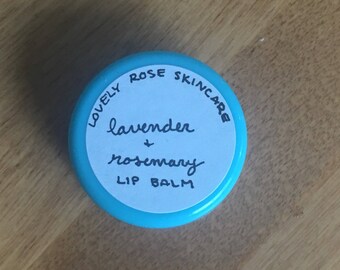 LOVELY ROSE SKINCARE
lavender
+
rosemary
LIP BALM